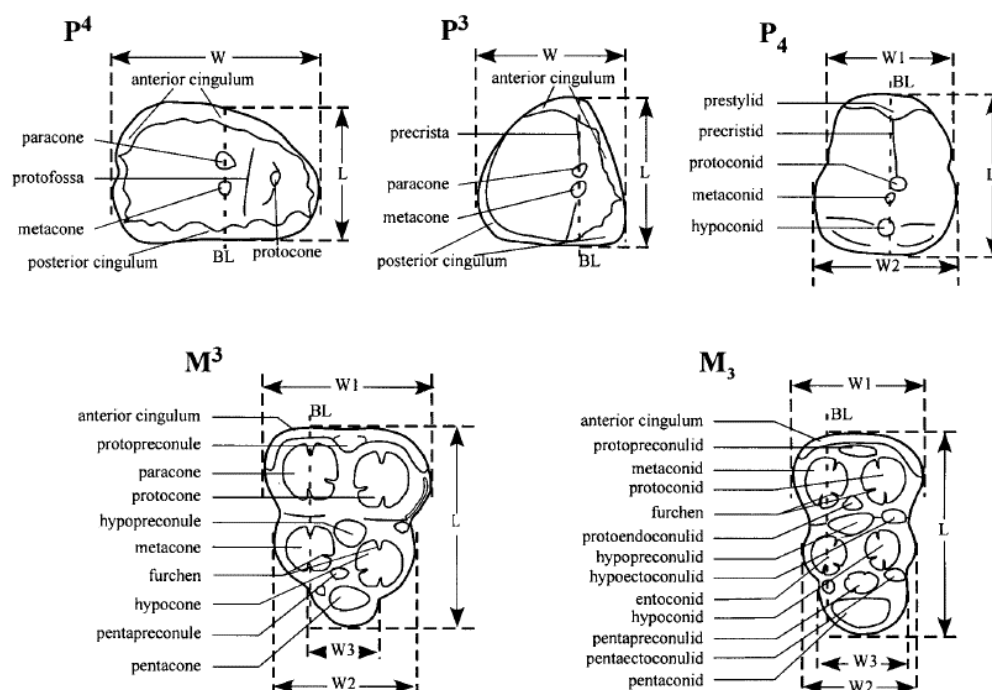 P⁴
W
anterior cingulum
paracone
protofossa
metacone
posterior cingulum
BL
protocone
L
P³
W
anterior cingulum
precrista
paracone
metacone
posterior cingulum
BL
L
P₄
W1
BL
prestylid
precristid
protoconid
metaconid
hypoconid
L
W2
M³
W1
BL
anterior cingulum
protopreconule
paracone
protocone
hypopreconule
metacone
furchen
hypocone
pentapreconule
pentacone
L
W3
W2
M₃
W1
BL
anterior cingulum
protopreconulid
metaconid
protoconid
furchen
protoendoconulid
hypopreconulid
hypoectoconulid
entoconid
hypoconid
pentapreconulid
pentaectoconulid
pentaconid
L
W3
W2